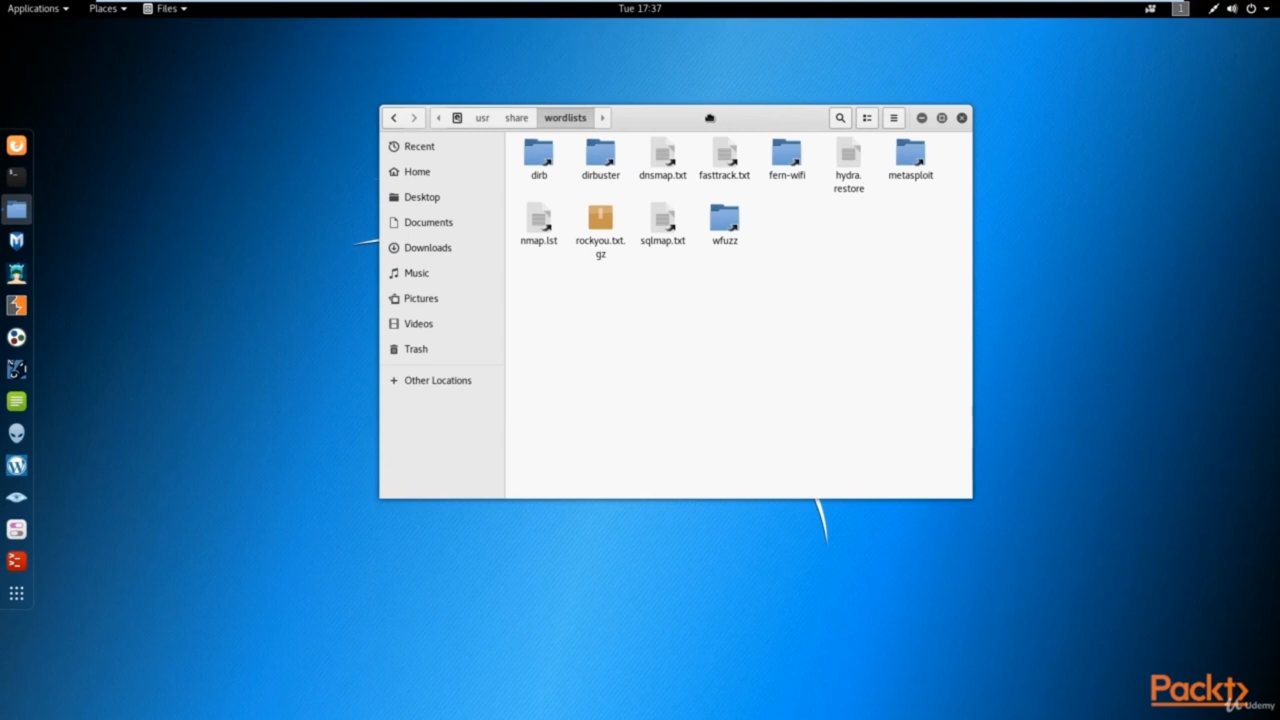 Applications Places Files Tue 17:37 1
usr share wordlists
Recent
Home
Desktop
Documents
Downloads
Music
Pictures
Videos
Trash
Other Locations
dirb dirbuster dnsmap.txt fasttrack.txt fern-wifi hydra. metasploit
restore
nmap.lst rockyou.txt. sqlmap.txt wfuzz
gz
Packt
Udemy